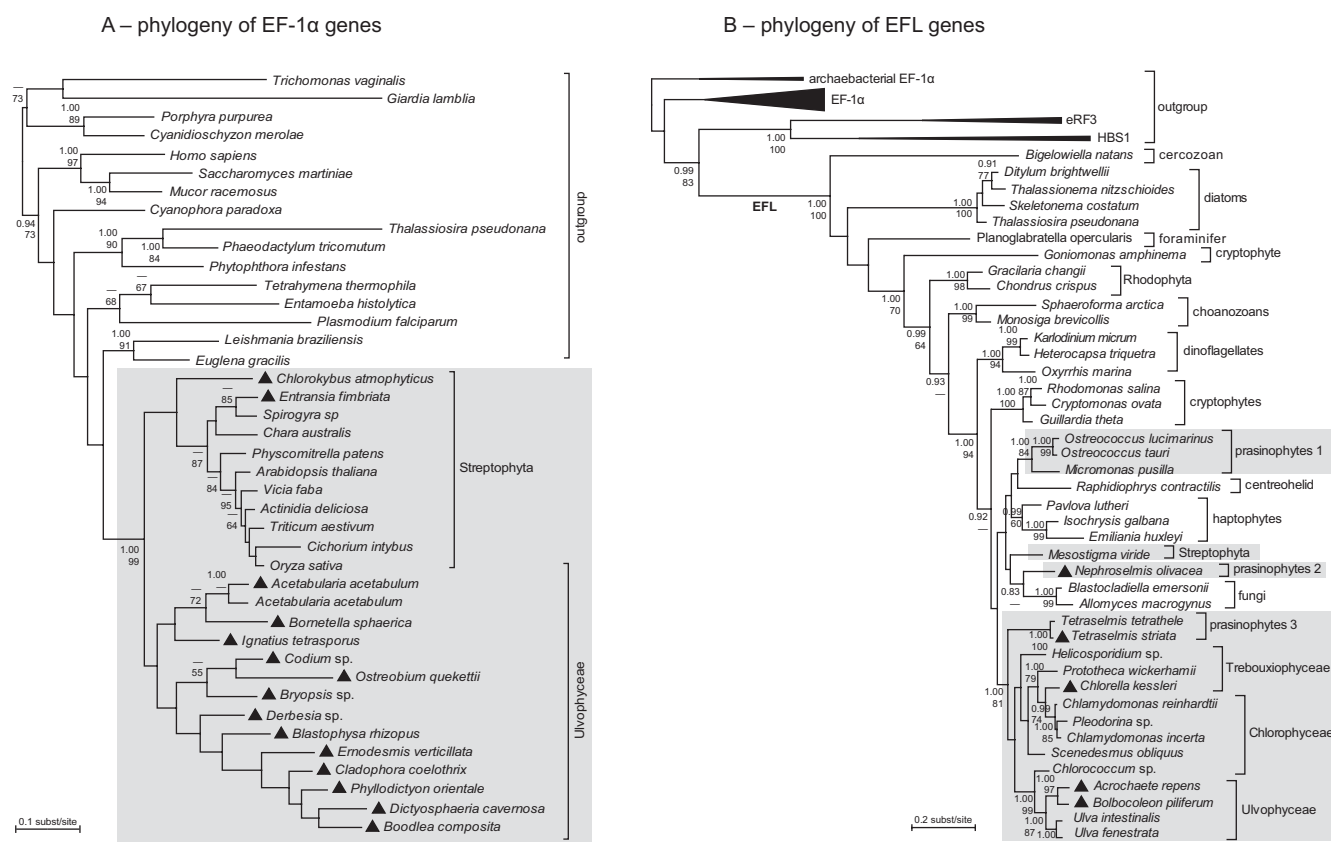 A – phylogeny of EF-1α genes
—
73
Trichomonas vaginalis
Giardia lamblia
1.00
89
Porphyra purpurea
Cyanidioschyzon merolae
1.00
97
Homo sapiens
Saccharomyces martiniae
1.00
94
Mucor racemosus
0.94
73
Cyanophora paradoxa
1.00
90
1.00
84
Thalassiosira pseudonana
Phaeodactylum tricornutum
Phytophthora infestans
—
67
—
68
Tetrahymena thermophila
Entamoeba histolytica
Plasmodium falciparum
1.00
91
Leishmania braziliensis
Euglena gracilis
outgroup
Chlorokybus atmophyticus
—
85
Entransia fimbriata
Spirogyra sp
Chara australis
—
87
Physcomitrella patens
—
84
Arabidopsis thaliana
Vicia faba
—
95
Actinidia deliciosa
—
64
Triticum aestivum
Cichorium intybus
Oryza sativa
Streptophyta
1.00
99
1.00
—
Acetabularia acetabulum
—
72
Acetabularia acetabulum
Bornetella sphaerica
Ignatius tetrasporus
—
55
Codium sp.
Ostreobium quekettii
Bryopsis sp.
Derbesia sp.
Blastophysa rhizopus
Ernodesmis verticillata
Cladophora coelothrix
Phyllodictyon orientale
Dictyosphaeria cavernosa
Boodlea composita
Ulvophyceae
0.1 subst/site
B – phylogeny of EFL genes
archaebacterial EF-1α
EF-1α
eRF3
1.00
100
HBS1
outgroup
0.99
83
EFL
1.00
100
Bigelowiella natans
cercozoan
0.91
77
Ditylum brightwellii
Thalassionema nitzschioides
1.00
100
Skeletonema costatum
Thalassiosira pseudonana
diatoms
Planoglabratella opercularis
foraminifer
Goniomonas amphinema
cryptophyte
1.00
70
1.00
98
Gracilaria changii
Chondrus crispus
Rhodophyta
0.99
64
1.00
99
Sphaeroforma arctica
Monosiga brevicollis
choanozoans
0.93
—
1.00
99
1.00
94
Karlodinium micrum
Heterocapsa triquetra
Oxyrrhis marina
dinoflagellates
1.00
94
1.00
87
1.00
100
Rhodomonas salina
Cryptomonas ovata
Guillardia theta
cryptophytes
1.00
84
1.00
99
Ostreococcus lucimarinus
Ostreococcus tauri
Micromonas pusilla
prasinophytes 1
Raphidiophrys contractilis
centrehelid
0.92
—
0.99
60
1.00
99
Pavlova lutheri
Isochrysis galbana
Emiliania huxleyi
haptophytes
Mesostigma viride
Streptophyta
Nephroselmis olivacea
prasinophytes 2
0.83
—
1.00
99
Blastocladiella emersonii
Allomyces macrogynus
fungi
Tetraselmis tetrathele
1.00
100
Tetraselmis striata
prasinophytes 3
Helicosporidium sp.
1.00
79
Prototheca wickerhamii
Chlorella kessleri
Trebouxiophyceae
1.00
81
0.99
74
Chlamydomonas reinhardtii
Pleodorina sp.
1.00
85
Chlamydomonas incerta
Scenedesmus obliquus
Chlorococcum sp.
Chlorophyceae
1.00
97
Acrochaete repens
1.00
99
Bolbocoleon piliferum
1.00
87
Ulva intestinalis
1.00
Ulva fenestrata
Ulvophyceae
0.2 subst/site